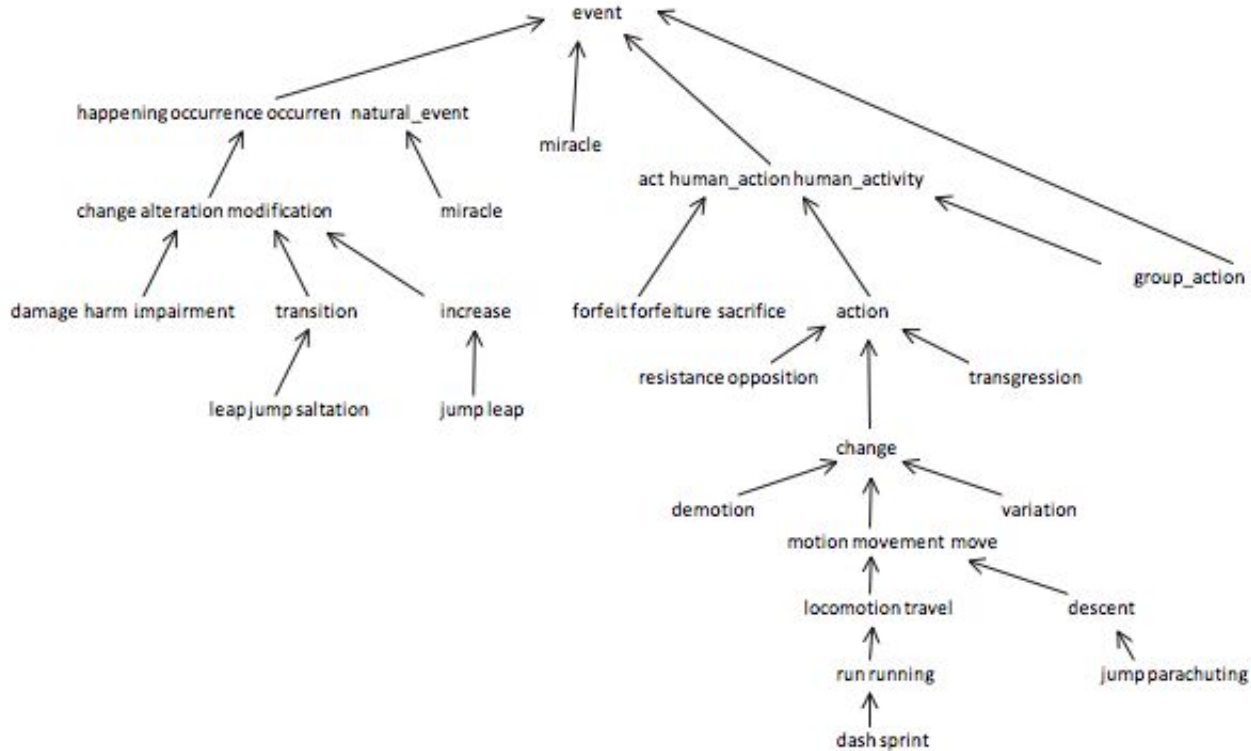 event
happening occurrence occurren natural_event
miracle
act human_action human_activity
change alteration modification
miracle
group_action
damage harm impairment
transition
increase
forfeit forfeiture sacrifice
action
resistance opposition
transgression
leap jump saltation
jump leap
change
demotion
variation
motion movement move
locomotion travel
descent
run running
jump parachuting
dash sprint